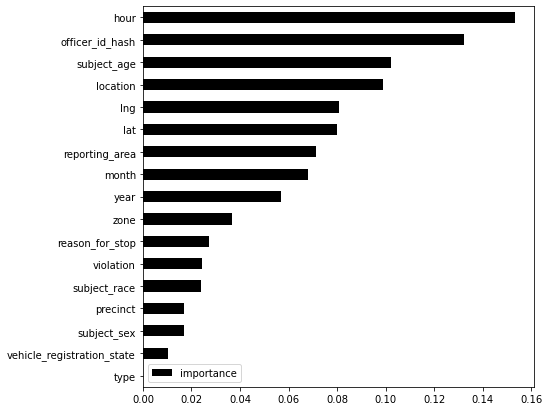 hour
officer_id_hash
subject_age
location
lng
lat
reporting_area
month
year
zone
reason_for_stop
violation
subject_race
precinct
subject_sex
vehicle_registration_state
type
importance
0.00 0.02 0.04 0.06 0.08 0.10 0.12 0.14 0.16